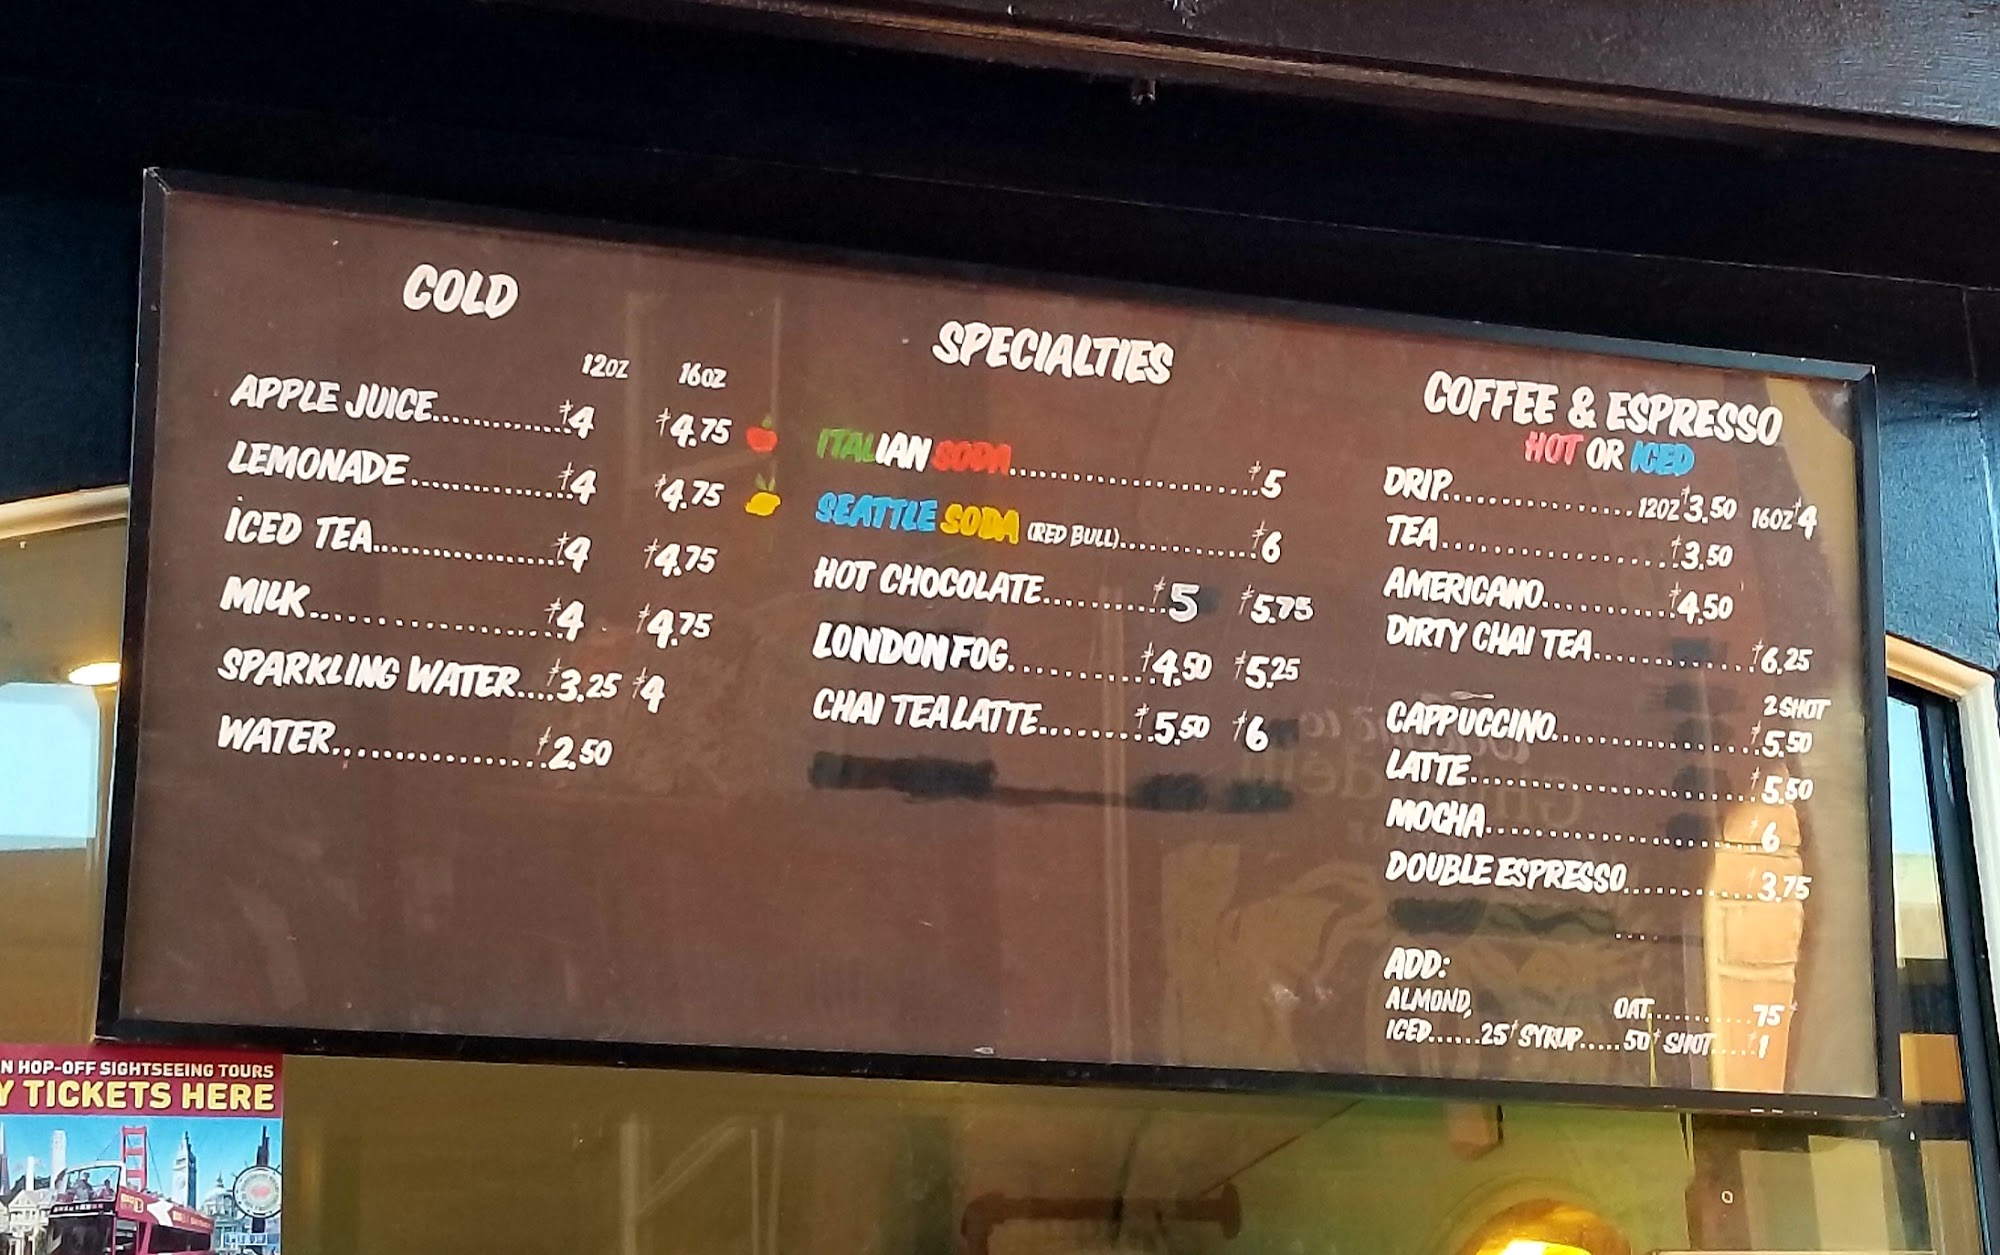 COLD
12OZ 16OZ
APPLE JUICE.............$4 $4.75
LEMONADE...............$4 $4.75
ICED TEA..................$4 $4.75
MILK.......................$4 $4.75
SPARKLING WATER....$3.25 $4
WATER...................$2.50
SPECIALTIES
ITALIAN SODA.........................$5
SEATTLE SODA (RED BULL).............$6
HOT CHOCOLATE............$5 $5.75
LONDON FOG............$4.50 $5.25
CHAI TEA LATTE..........$5.50 $6
COFFEE & ESPRESSO
HOT OR ICED
DRIP...............12OZ $3.50 16OZ $4
TEA...................$3.50
AMERICANO...........$4.50
DIRTY CHAI TEA.............$6.25
2 SHOT
CAPPUCCINO................$5.50
LATTE.......................$5.50
MOCHA......................$6
DOUBLE ESPRESSO...........3.75
ADD:
ALMOND, OAT...........75¢
ICED......25¢ SYRUP.....50¢ SHOT.....$1
N HOP-OFF SIGHTSEEING TOURS
Y TICKETS HERE